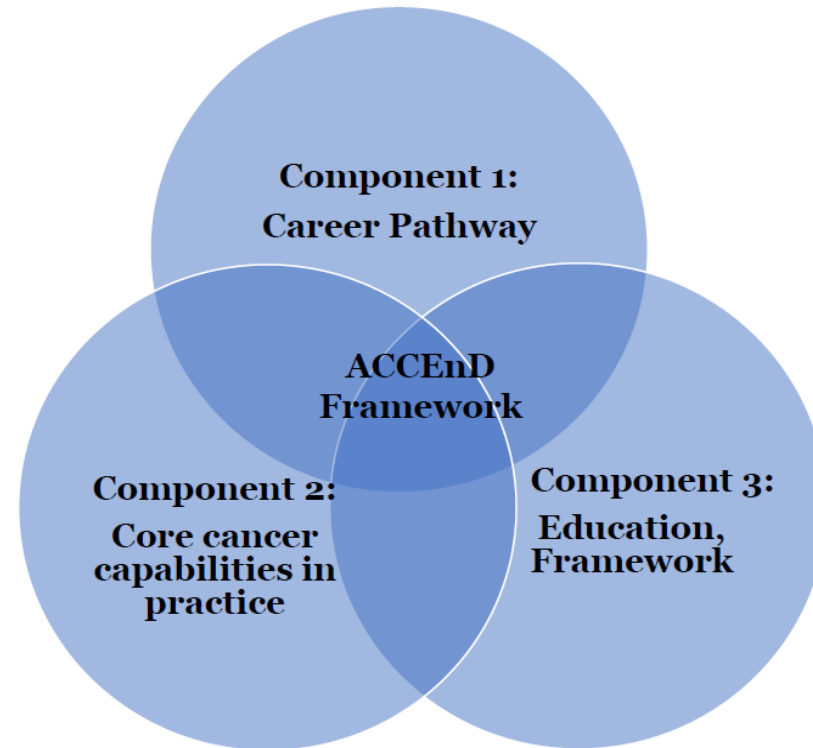 Component 1:
Career Pathway
ACCEnD
Framework
Component 2:
Core cancer
capabilities in
practice
Component 3:
Education,
Framework